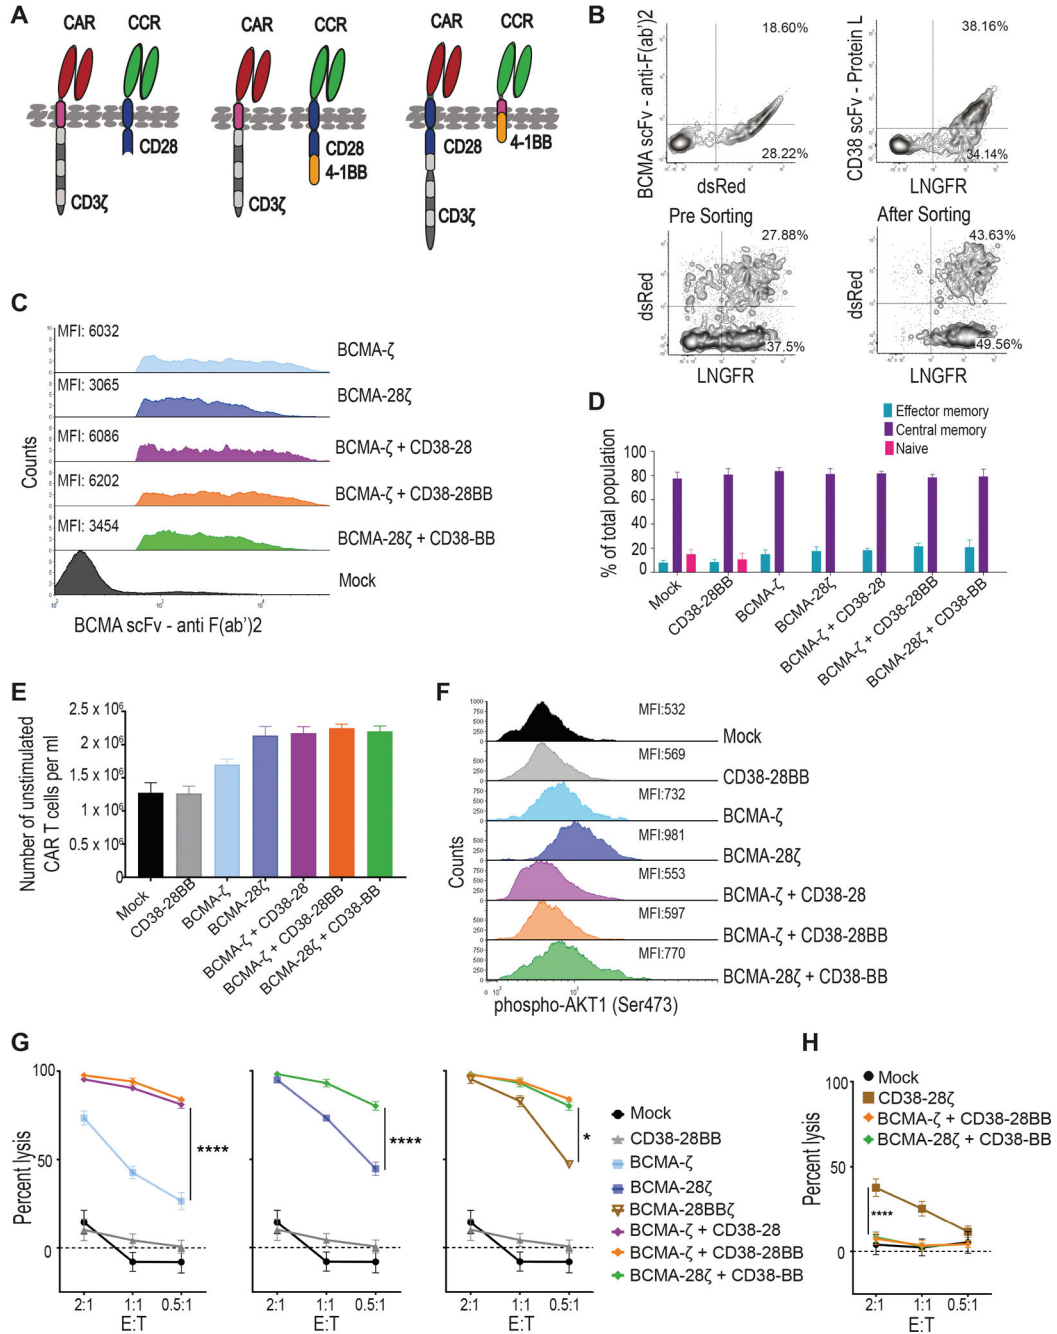 A
CAR CCR CAR CCR CAR CCR
CD28
CD3ζ
CD28
4-1BB
CD3ζ
CD28
4-1BB
CD3ζ
B
BCMA scFv - anti-F(ab')2
18.60%
28.22%
dsRed
CD38 scFv - Protein L
38.16%
34.14%
LNGFR
Pre Sorting
27.88%
dsRed
37.5%
LNGFR
After Sorting
43.63%
dsRed
49.56%
LNGFR
C
Counts
MFI: 6032
BCMA-ζ
MFI: 3065
BCMA-28ζ
MFI: 6086
BCMA-ζ + CD38-28
MFI: 6202
BCMA-ζ + CD38-28BB
MFI: 3454
BCMA-28ζ + CD38-BB
Mock
BCMA scFv - anti F(ab')2
D
Effector memory
Central memory
Naive
% of total population
100
80
60
40
20
0
Mock
CD38-28BB
BCMA-ζ
BCMA-28ζ
BCMA-ζ + CD38-28
BCMA-ζ + CD38-28BB
BCMA-28ζ + CD38-BB
E
Number of unstimulated
CAR T cells per ml
2.5 x 10⁶
2 x 10⁶
1.5 x 10⁶
1 x 10⁶
0.5 x 10⁶
0
Mock
CD38-28BB
BCMA-ζ
BCMA-28ζ
BCMA-ζ + CD38-28
BCMA-ζ + CD38-28BB
BCMA-28ζ + CD38-BB
F
Counts
MFI:532
Mock
MFI:569
CD38-28BB
MFI:732
BCMA-ζ
MFI:981
BCMA-28ζ
MFI:553
BCMA-ζ + CD38-28
MFI:597
BCMA-ζ + CD38-28BB
MFI:770
BCMA-28ζ + CD38-BB
phospho-AKT1 (Ser473)
G
Percent lysis
100
50
0
****
****
*
2:1 1:1 0.5:1
E:T
2:1 1:1 0.5:1
E:T
2:1 1:1 0.5:1
E:T
Mock
CD38-28BB
BCMA-ζ
BCMA-28ζ
BCMA-28BBζ
BCMA-ζ + CD38-28
BCMA-ζ + CD38-28BB
BCMA-28ζ + CD38-BB
H
Mock
CD38-28ζ
BCMA-ζ + CD38-28BB
BCMA-28ζ + CD38-BB
Percent lysis
100
50
0
****
2:1 1:1 0.5:1
E:T